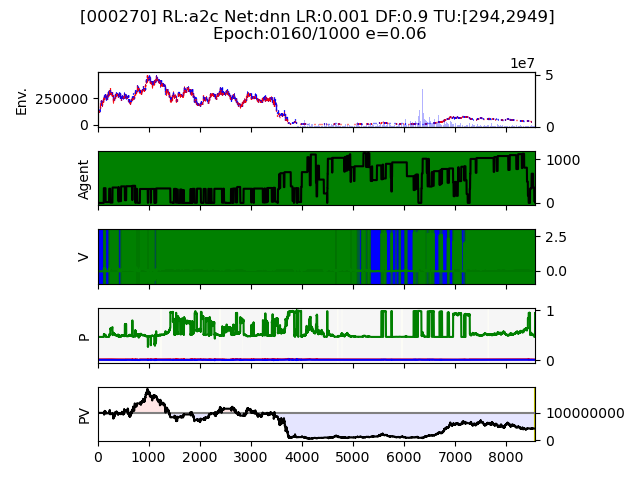 [000270] RL:a2c Net:dnn LR:0.001 DF:0.9 TU:[294,2949]
Epoch:0160/1000 e=0.06
1e7
Env.
250000
0
5
0
Agent
1000
0
V
2.5
0.0
P
1
0
PV
100000000
0
0 1000 2000 3000 4000 5000 6000 7000 8000